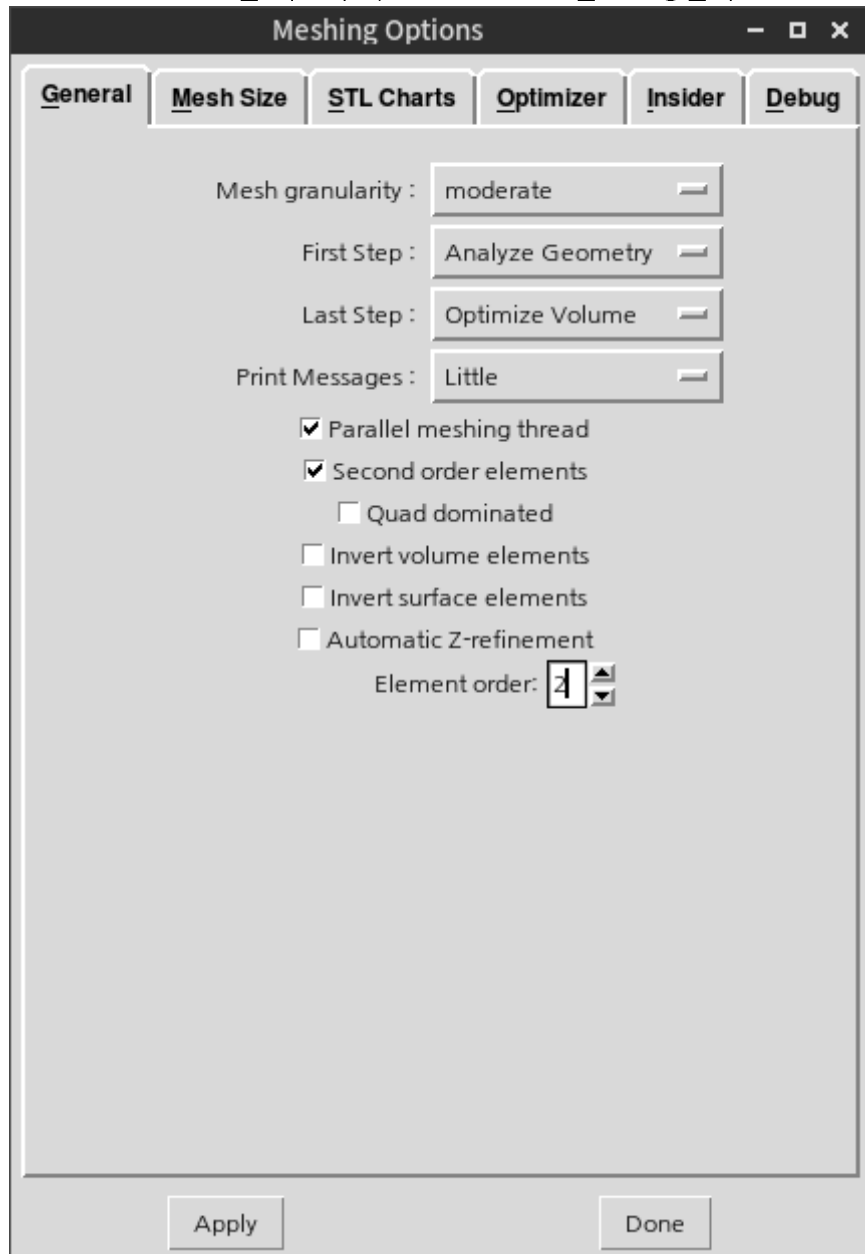 Meshing Options
General Mesh Size STL Charts Optimizer Insider Debug
Mesh granularity : moderate
First Step : Analyze Geometry
Last Step : Optimize Volume
Print Messages : Little
Parallel meshing thread
Second order elements
Quad dominated
Invert volume elements
Invert surface elements
Automatic Z-refinement
Element order: 2
Apply Done